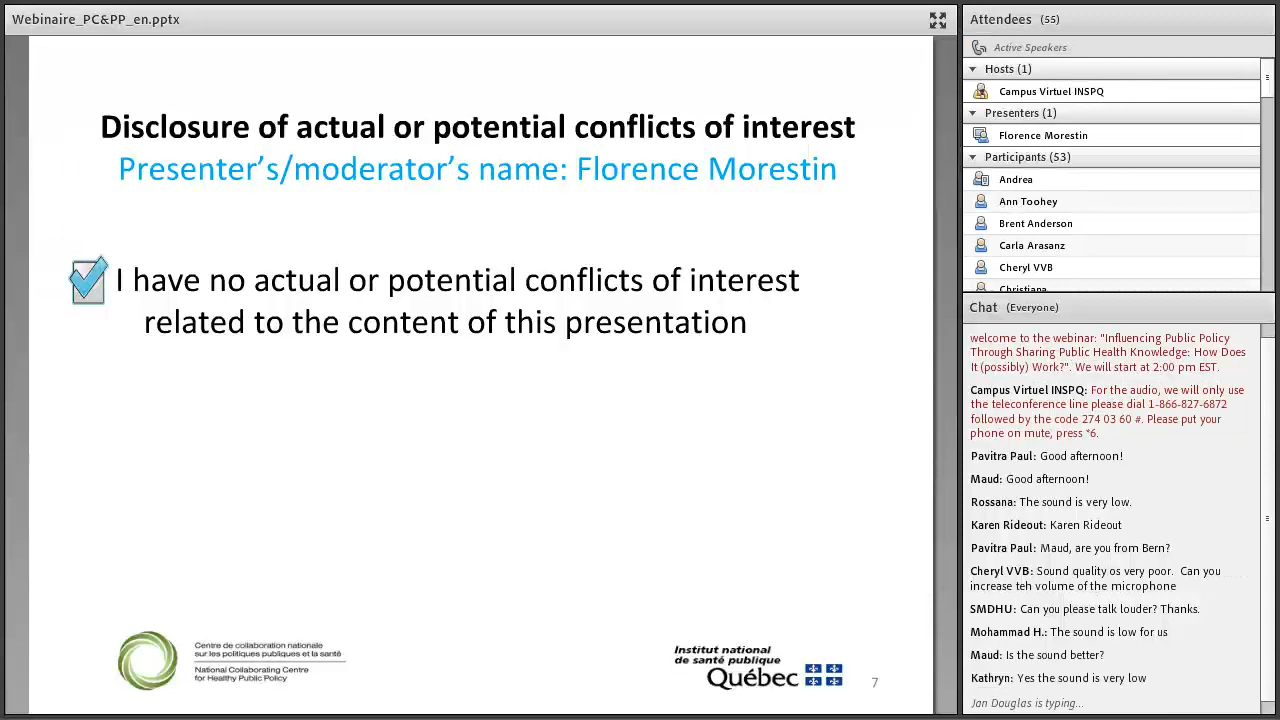 Webinaire_PC&PP_en.pptx
Disclosure of actual or potential conflicts of interest
Presenter’s/moderator’s name: Florence Morestin
I have no actual or potential conflicts of interest
related to the content of this presentation
Centre de collaboration nationale
sur les politiques publiques et la santé
National Collaborating Centre
for Healthy Public Policy
Institut national
de santé publique
Québec
7
Attendees (55)
Active Speakers
Hosts (1)
Campus Virtuel INSPQ
Presenters (1)
Florence Morestin
Participants (53)
Andrea
Ann Toohey
Brent Anderson
Carla Arasanz
Cheryl VVB
Christiana
Chat (Everyone)
welcome to the webinar: "Influencing Public Policy
Through Sharing Public Health Knowledge: How Does
It (possibly) Work?". We will start at 2:00 pm EST.
Campus Virtuel INSPQ: For the audio, we will only use
the teleconference line please dial 1-866-827-6872
followed by the code 274 03 60 #. Please put your
phone on mute, press *6.
Pavitra Paul: Good afternoon!
Maud: Good afternoon!
Rossana: The sound is very low.
Karen Rideout: Karen Rideout
Pavitra Paul: Maud, are you from Bern?
Cheryl VVB: Sound quality os very poor. Can you
increase teh volume of the microphone
SMDHU: Can you please talk louder? Thanks.
Mohammad H.: The sound is low for us
Maud: Is the sound better?
Kathryn: Yes the sound is very low
Jan Douglas is typing...